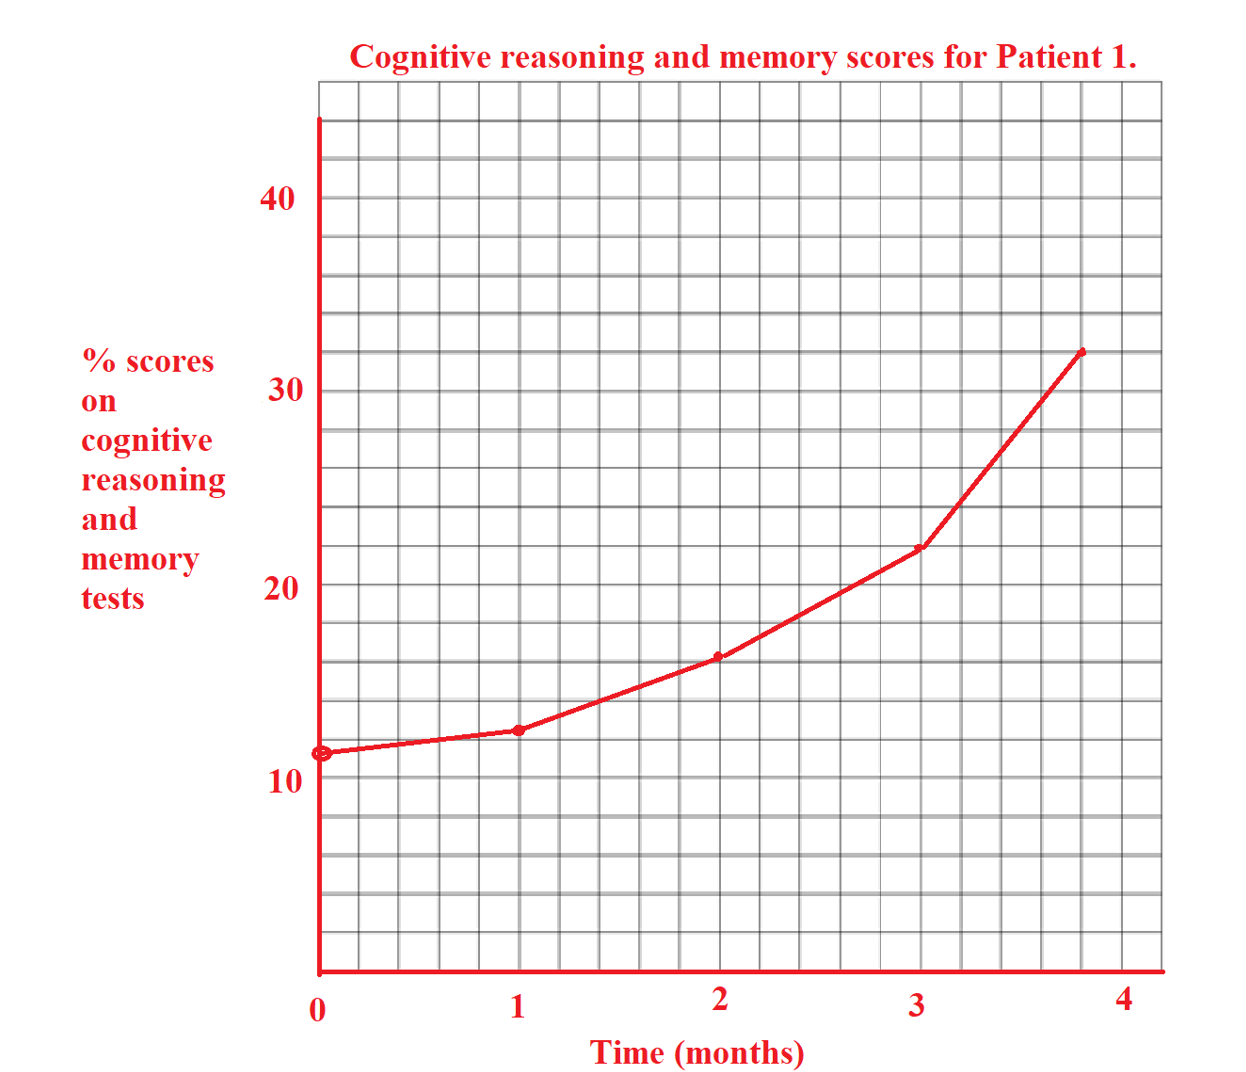 Cognitive reasoning and memory scores for Patient 1.
40
30
20
10
% scores
on
cognitive
reasoning
and
memory
tests
0
1
2
3
4
Time (months)